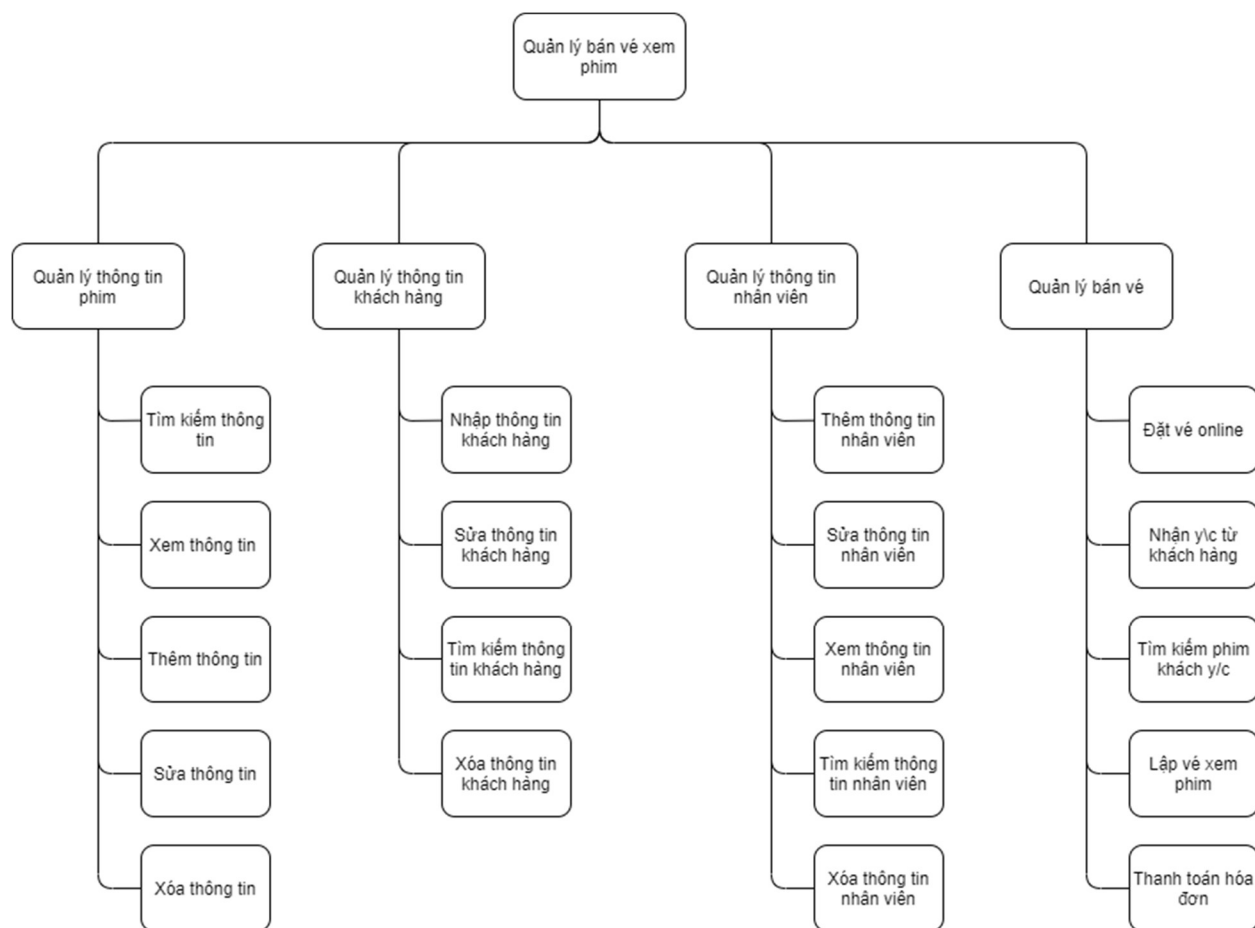 Quản lý bán vé xem
phim
Quản lý thông tin
phim
Quản lý thông tin
khách hàng
Quản lý thông tin
nhân viên
Quản lý bán vé
Tìm kiếm thông
tin
Xem thông tin
Thêm thông tin
Sửa thông tin
Xóa thông tin
Nhập thông tin
khách hàng
Sửa thông tin
khách hàng
Tìm kiếm thông
tin khách hàng
Xóa thông tin
khách hàng
Thêm thông tin
nhân viên
Sửa thông tin
nhân viên
Xem thông tin
nhân viên
Tìm kiếm thông
tin nhân viên
Xóa thông tin
nhân viên
Đặt vé online
Nhận y\c từ
khách hàng
Tìm kiếm phim
khách y/c
Lập vé xem
phim
Thanh toán hóa
đơn